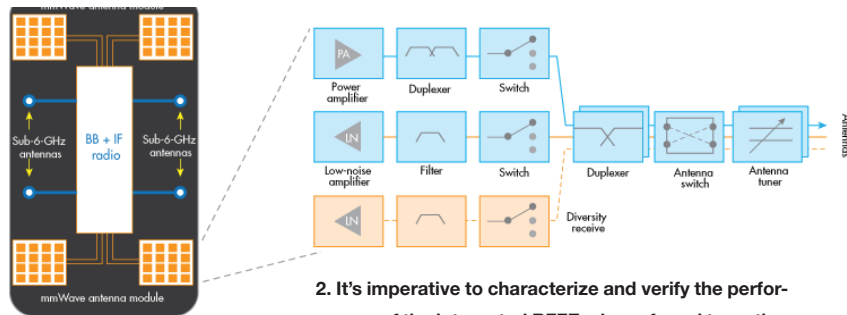 mmWave antenna module
Sub-6-GHz
antennas
BB + IF
radio
Sub-6-GHz
antennas
mmWave antenna module
PA
Power
amplifier
Duplexer
Switch
LN
Low-noise
amplifier
Filter
Switch
Duplexer
Antenna
switch
Antenna
tuner
Antennas
LN
Diversity
receive
2. It's imperative to characterize and verify the perfor-